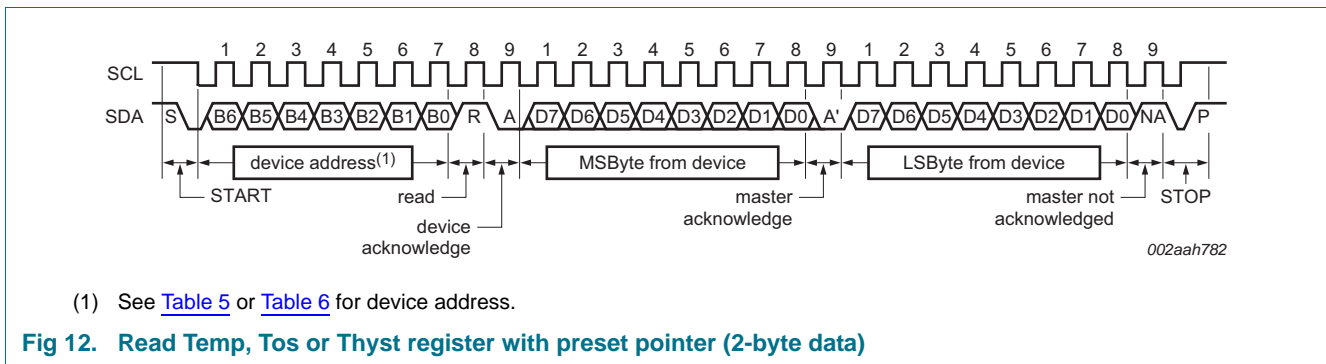 1 2 3 4 5 6 7 8 9 1 2 3 4 5 6 7 8 9 1 2 3 4 5 6 7 8 9
SCL
SDA S B6 B5 B4 B3 B2 B1 B0 R A D7 D6 D5 D4 D3 D2 D1 D0 A' D7 D6 D5 D4 D3 D2 D1 D0 NA P
device address(1) MSByte from device LSByte from device
START read master master not STOP
device acknowledge acknowledged
acknowledge
002aah782
(1) See Table 5 or Table 6 for device address.
Fig 12. Read Temp, Tos or Thyst register with preset pointer (2-byte data)